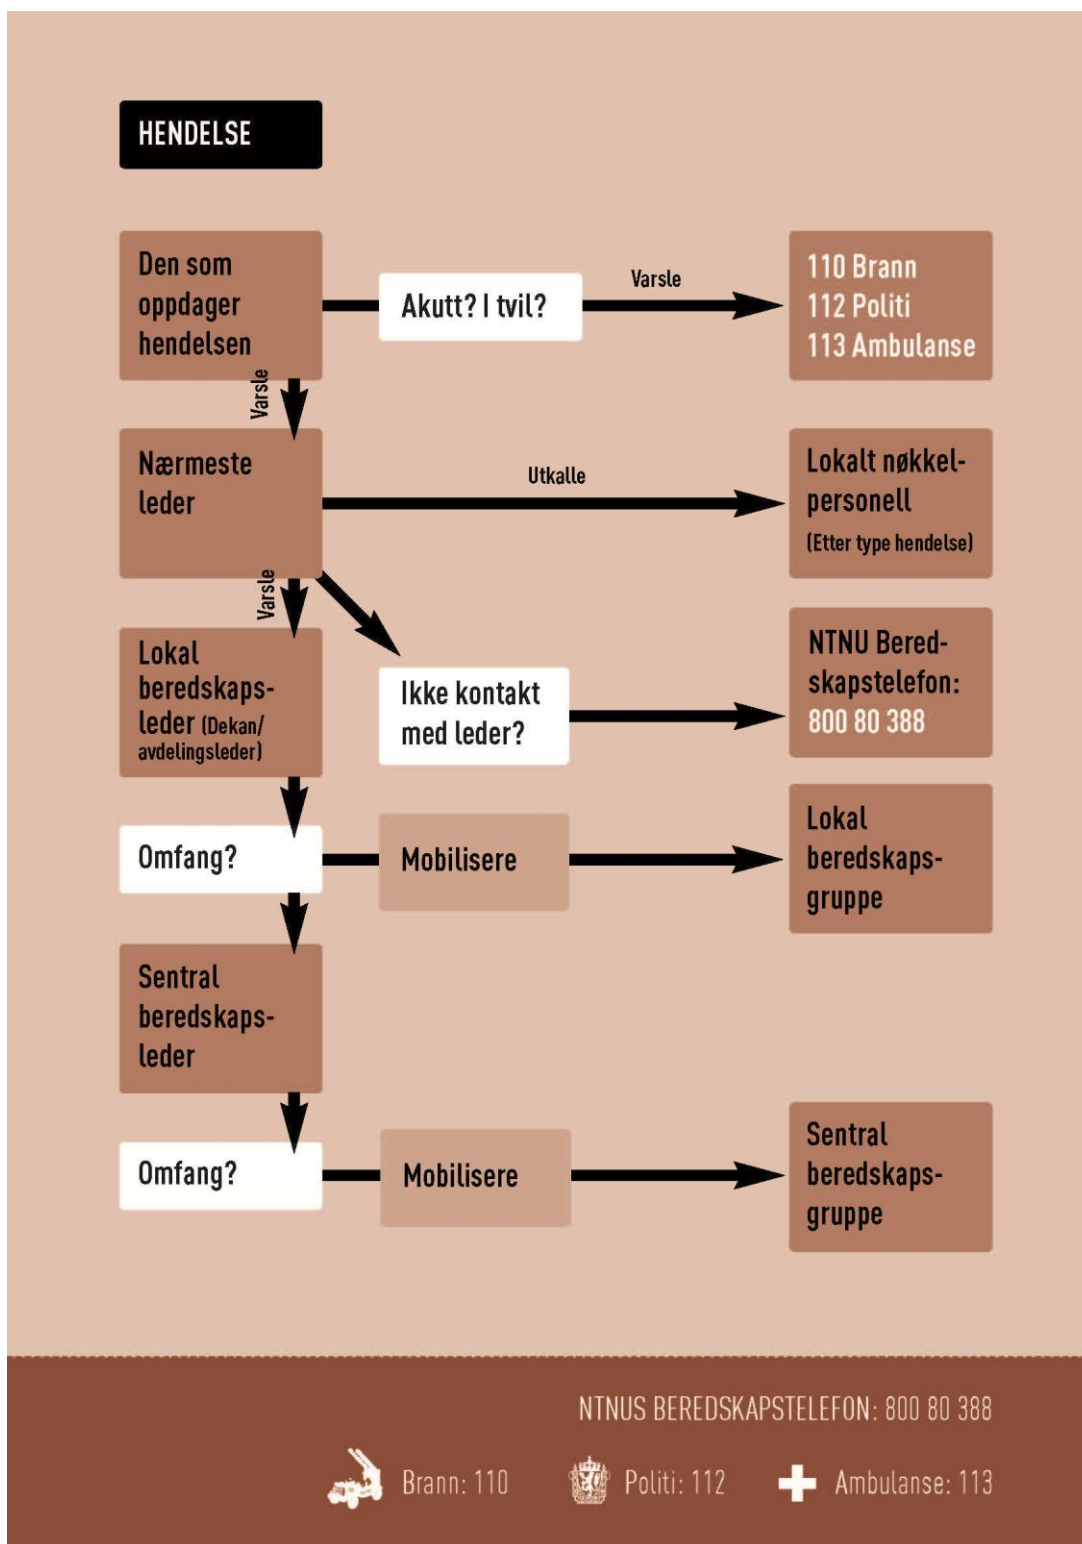 HENDELSE
Den som
oppdager
hendelsen
Akutt? I tvil?
Varsle
110 Brann
112 Politi
113 Ambulanse
Varsle
Nærmeste
leder
Utkalle
Lokalt nøkkel-
personell
(Etter type hendelse)
Varsle
Lokal
beredskaps-
leder (Dekan/
avdelingsleder)
Ikke kontakt
med leder?
NTNU Bered-
skapstelefon:
800 80 388
Omfang?
Mobilisere
Lokal
beredskaps-
gruppe
Sentral
beredskaps-
leder
Omfang?
Mobilisere
Sentral
beredskaps-
gruppe
NTNUS BEREDSKAPSTELEFON: 800 80 388
Brann: 110
Politi: 112
Ambulanse: 113